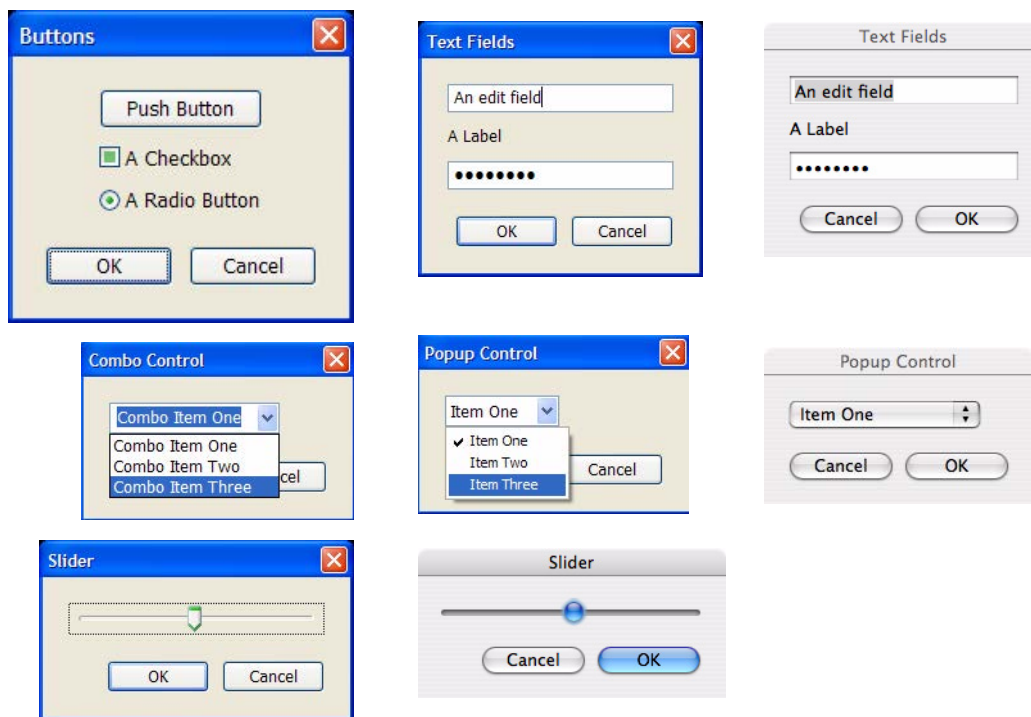 Buttons
Push Button
A Checkbox
A Radio Button
OK Cancel
Text Fields
An edit field
A Label
••••••••
OK Cancel
Text Fields
An edit field
A Label
••••••••
Cancel OK
Combo Control
Combo Item One
Combo Item One
Combo Item Two
Combo Item Three
cel
Popup Control
Item One
✓ Item One
Item Two
Item Three
Cancel
Popup Control
Item One
Cancel OK
Slider
OK Cancel
Slider
Cancel OK